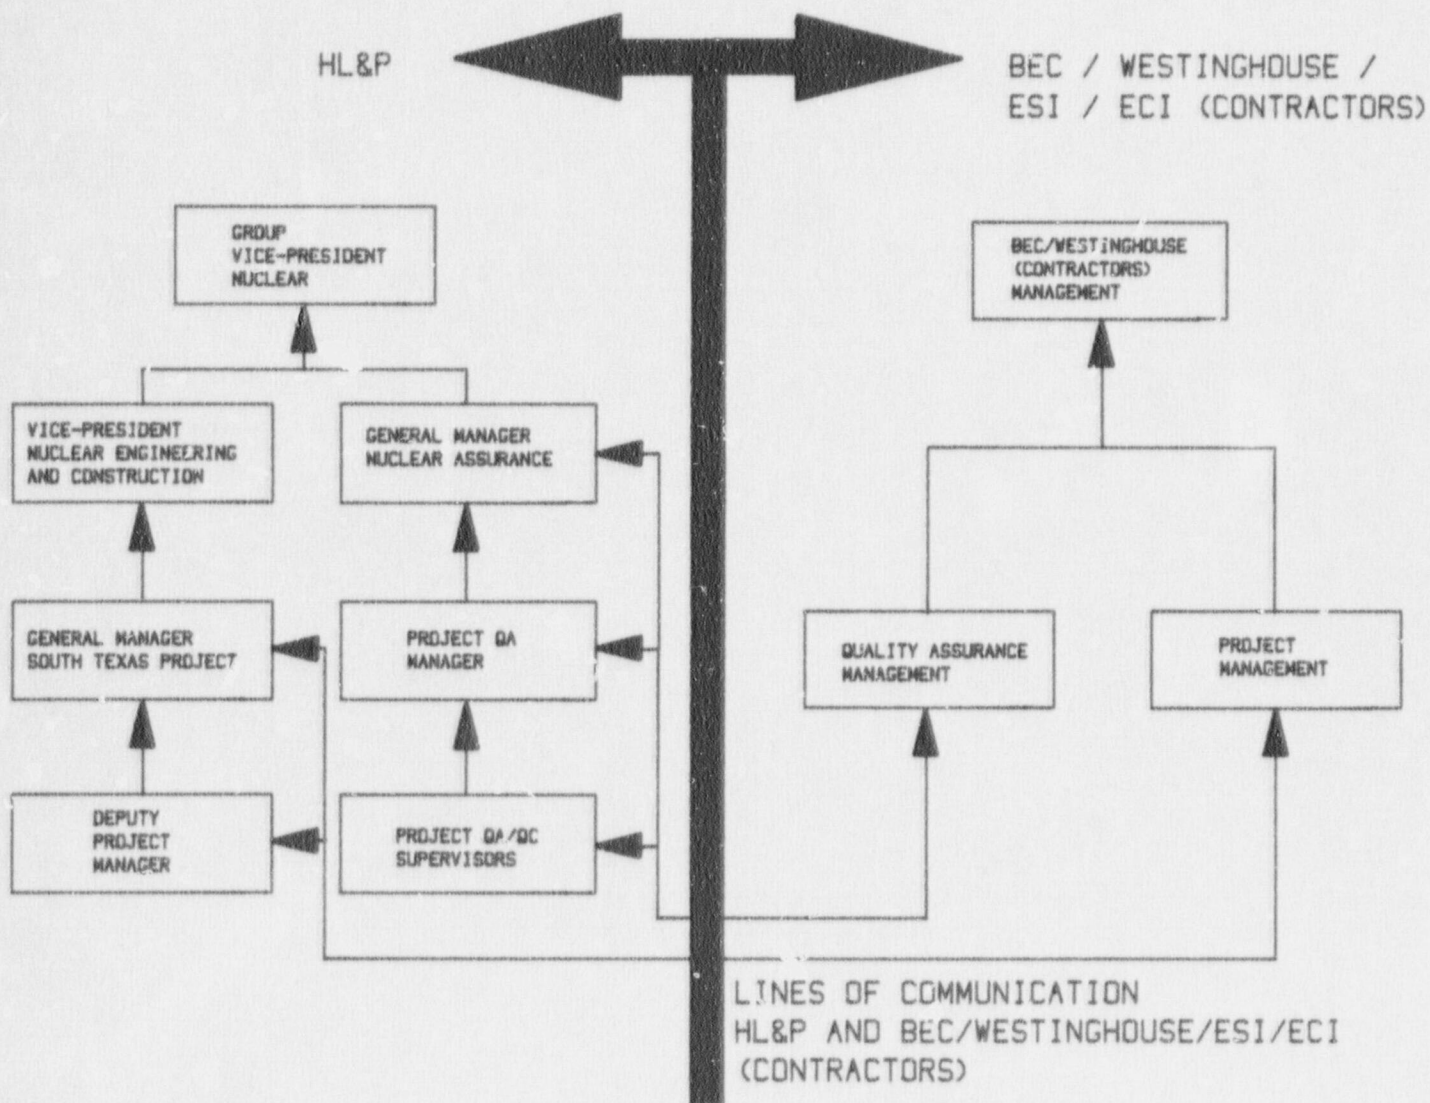 HL&P
BEC / WESTINGHOUSE /
ESI / ECI (CONTRACTORS)
GROUP
VICE-PRESIDENT
NUCLEAR
BEC/WESTINGHOUSE
(CONTRACTORS)
MANAGEMENT
VICE-PRESIDENT
NUCLEAR ENGINEERING
AND CONSTRUCTION
GENERAL MANAGER
NUCLEAR ASSURANCE
GENERAL MANAGER
SOUTH TEXAS PROJECT
PROJECT QA
MANAGER
QUALITY ASSURANCE
MANAGEMENT
PROJECT
MANAGEMENT
DEPUTY
PROJECT
MANAGER
PROJECT QA/QC
SUPERVISORS
LINES OF COMMUNICATION
HL&P AND BEC/WESTINGHOUSE/ESI/ECI
(CONTRACTORS)